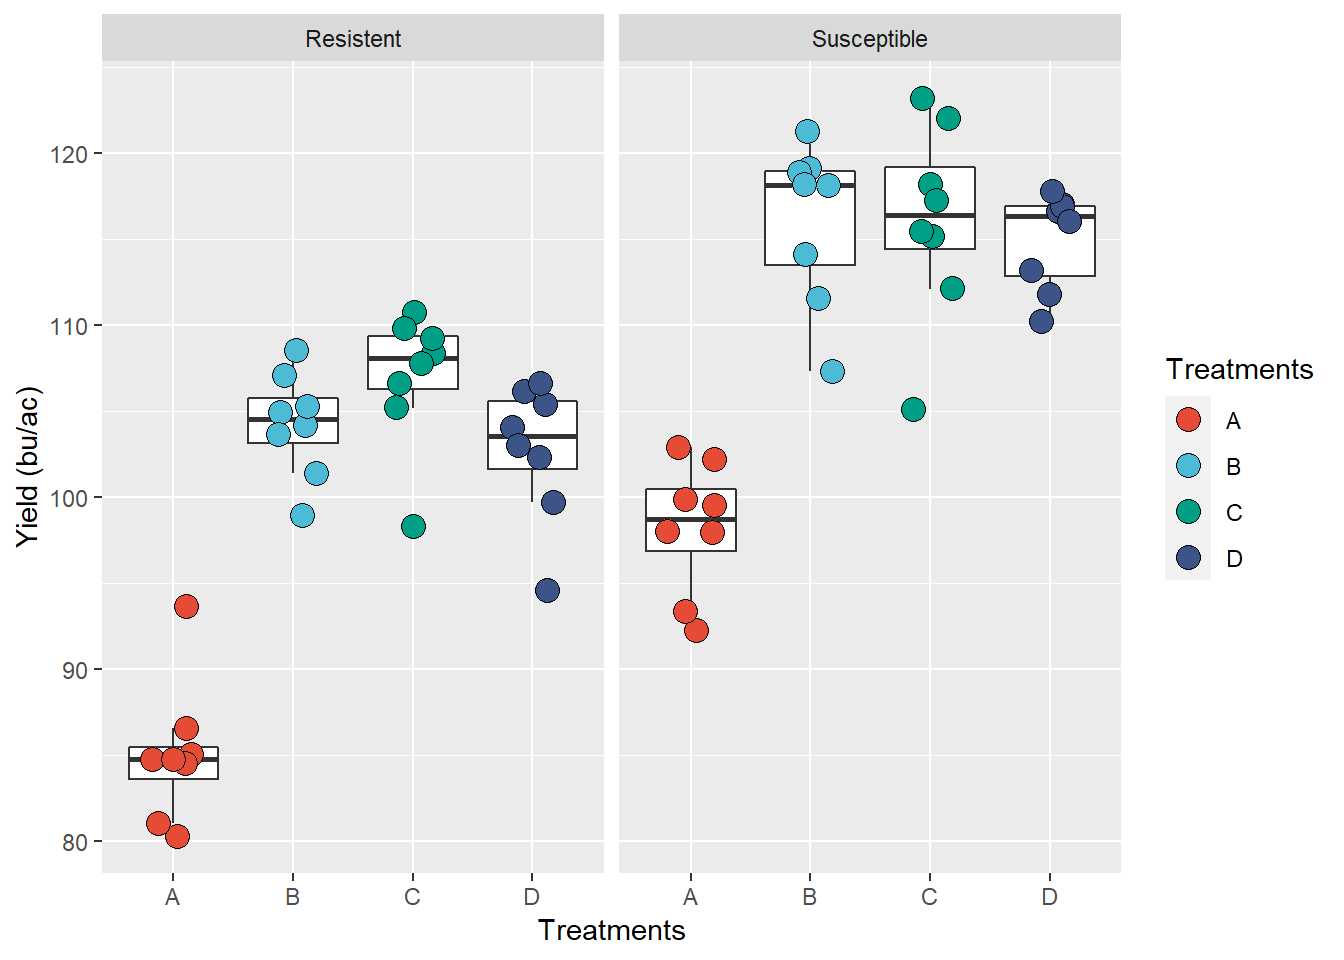 Resistent
Susceptible
120
110
100
90
80
Yield (bu/ac)
A
B
C
D
A
B
C
D
Treatments
Treatments
A
B
C
D